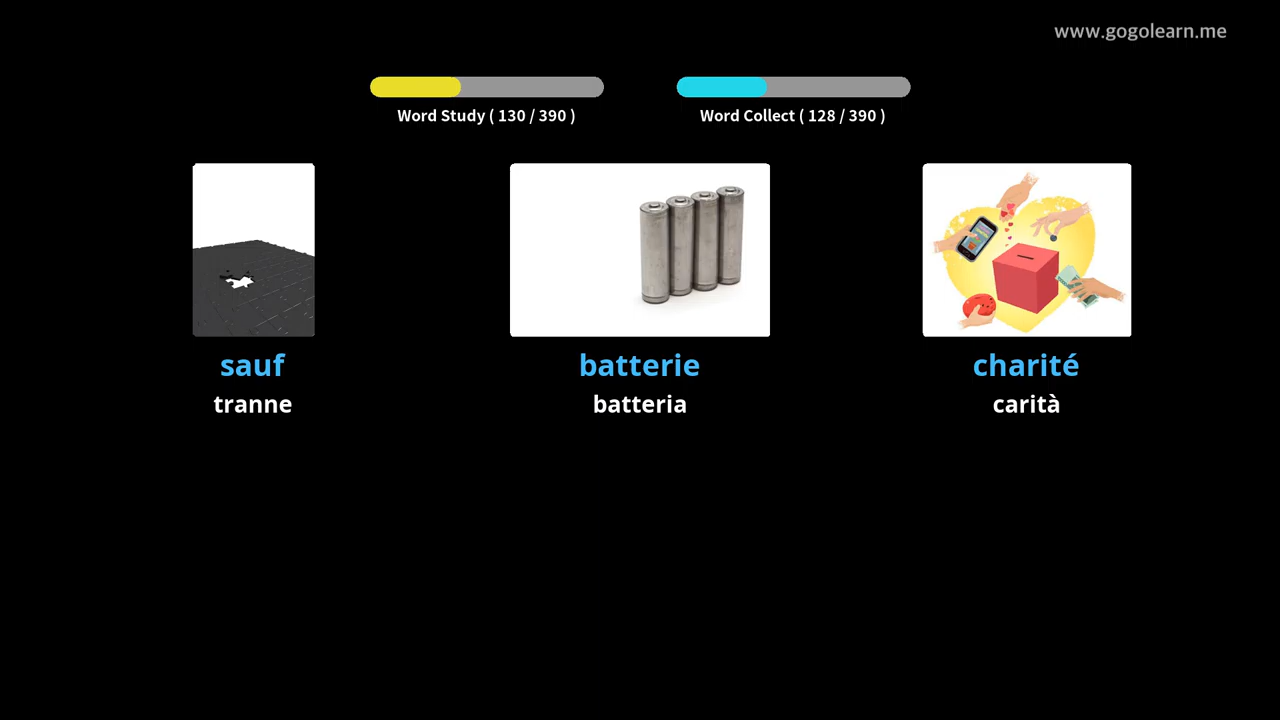 www.gogolearn.me
Word Study ( 130 / 390 )
Word Collect ( 128 / 390 )
sauf
tranne
batterie
batteria
charité
carità